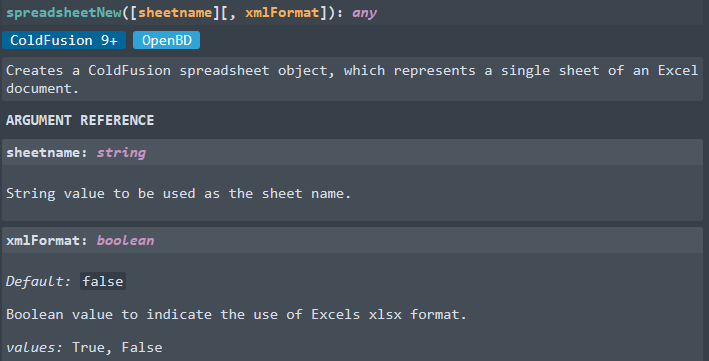 spreadsheetNew([sheetname][, xmlFormat]): any
ColdFusion 9+ OpenBD
Creates a ColdFusion spreadsheet object, which represents a single sheet of an Excel
document.
ARGUMENT REFERENCE
sheetname: string
String value to be used as the sheet name.
xmlFormat: boolean
Default: false
Boolean value to indicate the use of Excels xlsx format.
values: True, False